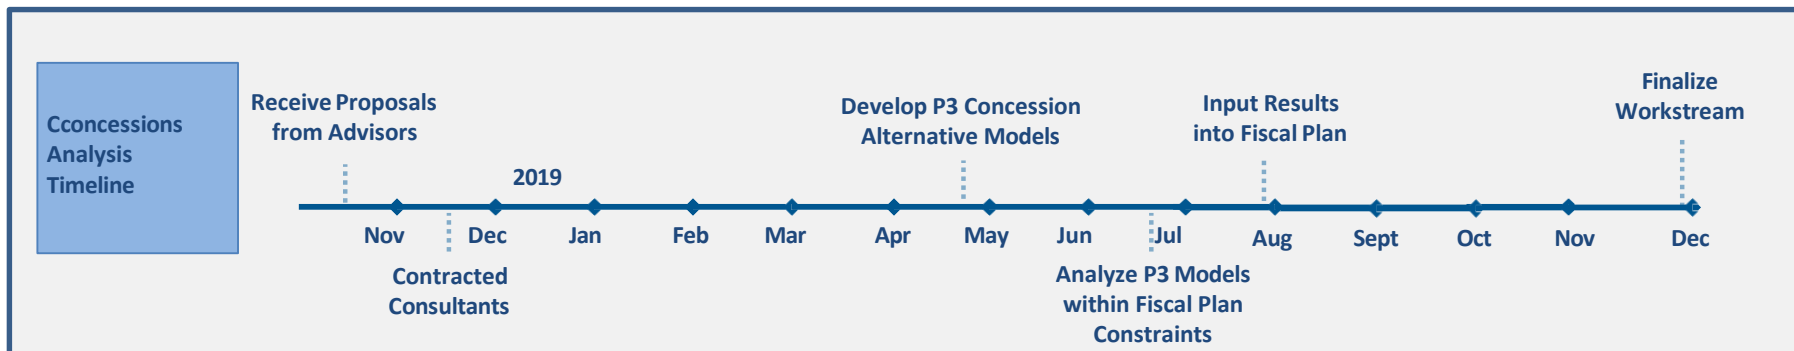 Cconcessions
Analysis
Timeline
Receive Proposals
from Advisors
2019
Develop P3 Concession
Alternative Models
Input Results
into Fiscal Plan
Finalize
Workstream
Nov Dec Jan Feb Mar Apr May Jun Jul Aug Sept Oct Nov Dec
Contracted
Consultants
Analyze P3 Models
within Fiscal Plan
Constraints